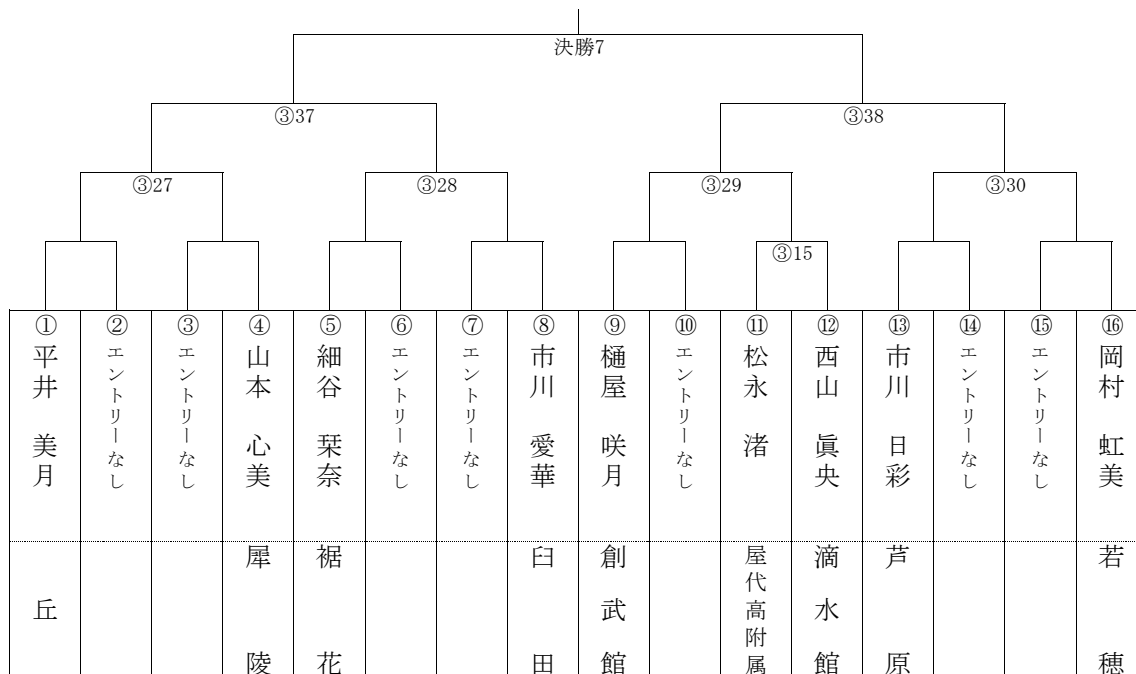 決勝7
③37
③38
③27
③28
③29
③30
③15
①
平井 美月
丘
②
エントリーなし
③
エントリーなし
④
山本 心美
犀陵
⑤
細谷 栞奈
裾花
⑥
エントリーなし
⑦
エントリーなし
⑧
市川 愛華
臼田
⑨
樋屋 咲月
創武館
⑩
エントリーなし
⑪
松永 渚
屋代高附属
⑫
西山 眞央
滴水館
⑬
市川 日彩
芦原
⑭
エントリーなし
⑮
エントリーなし
⑯
岡村 虹美
若穂